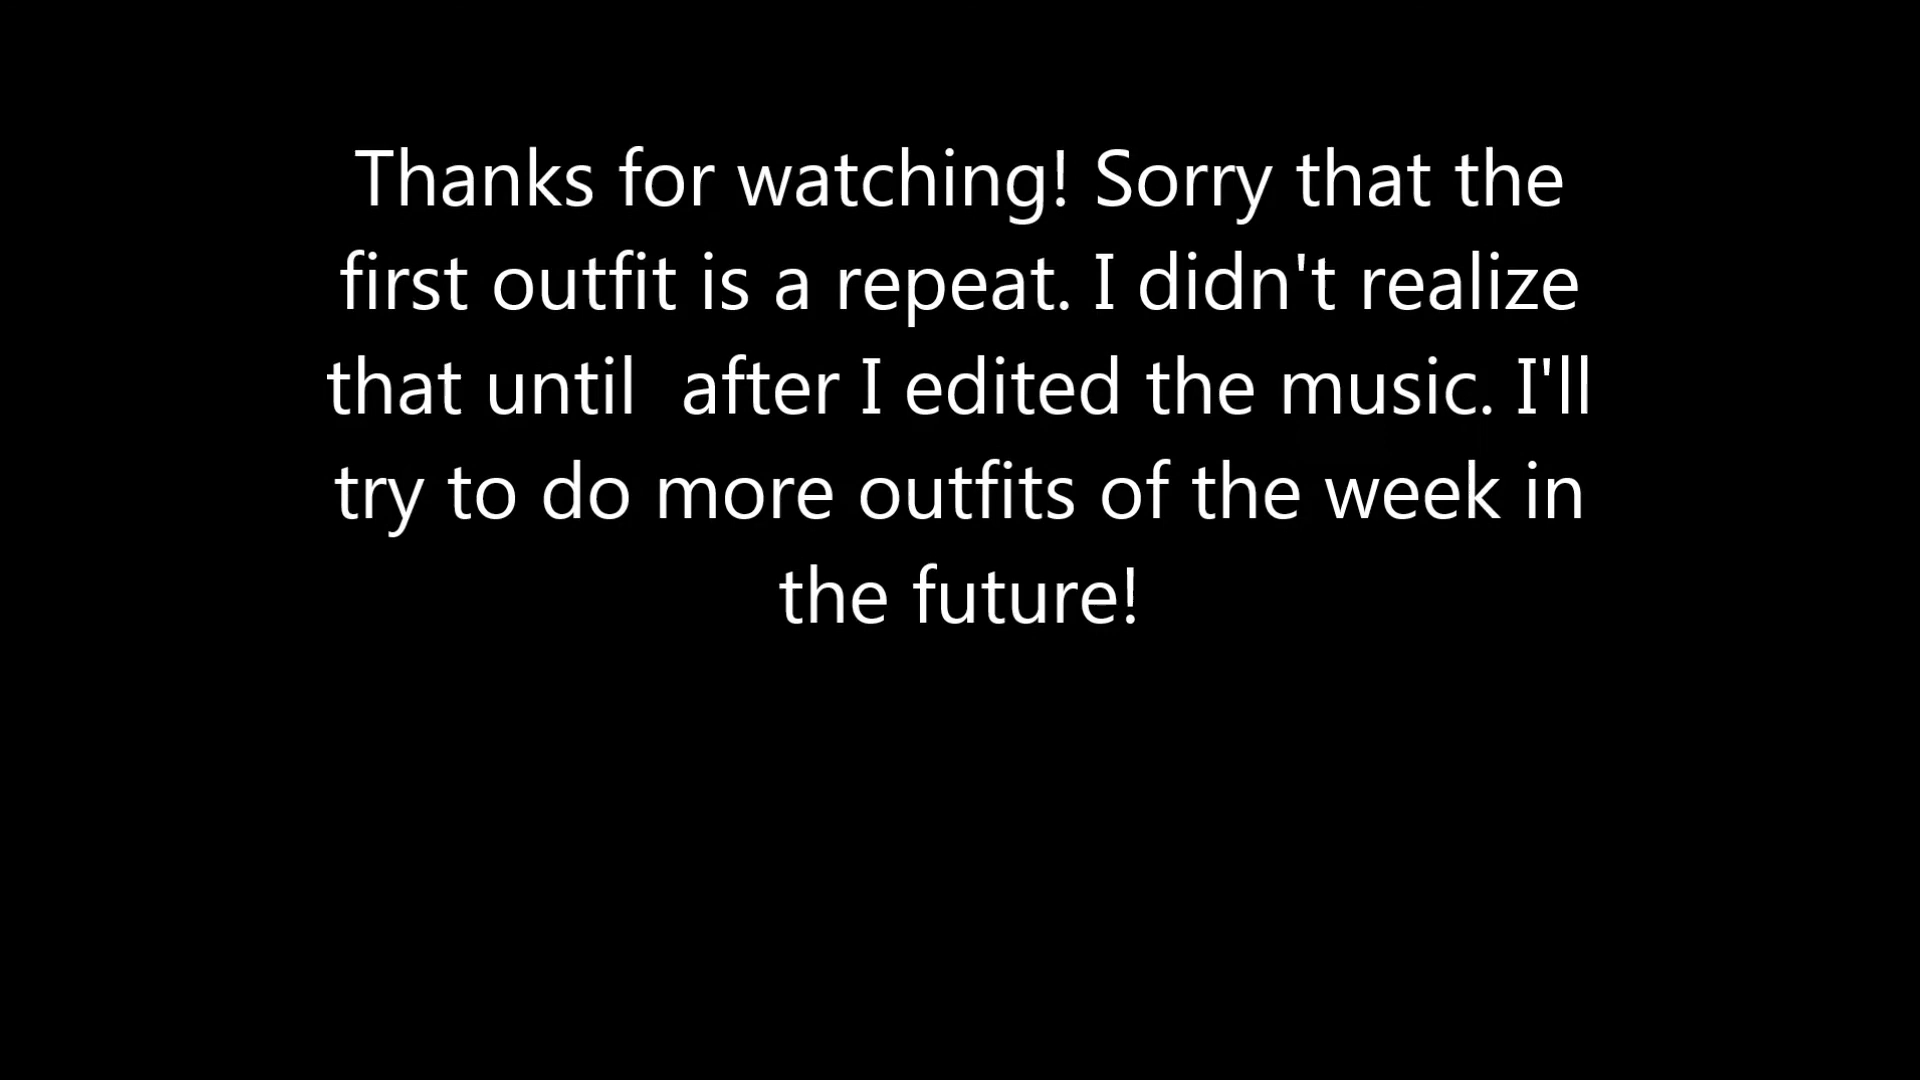 Thanks for watching! Sorry that the
first outfit is a repeat. I didn't realize
that until  after I edited the music. I'll
try to do more outfits of the week in
the future!